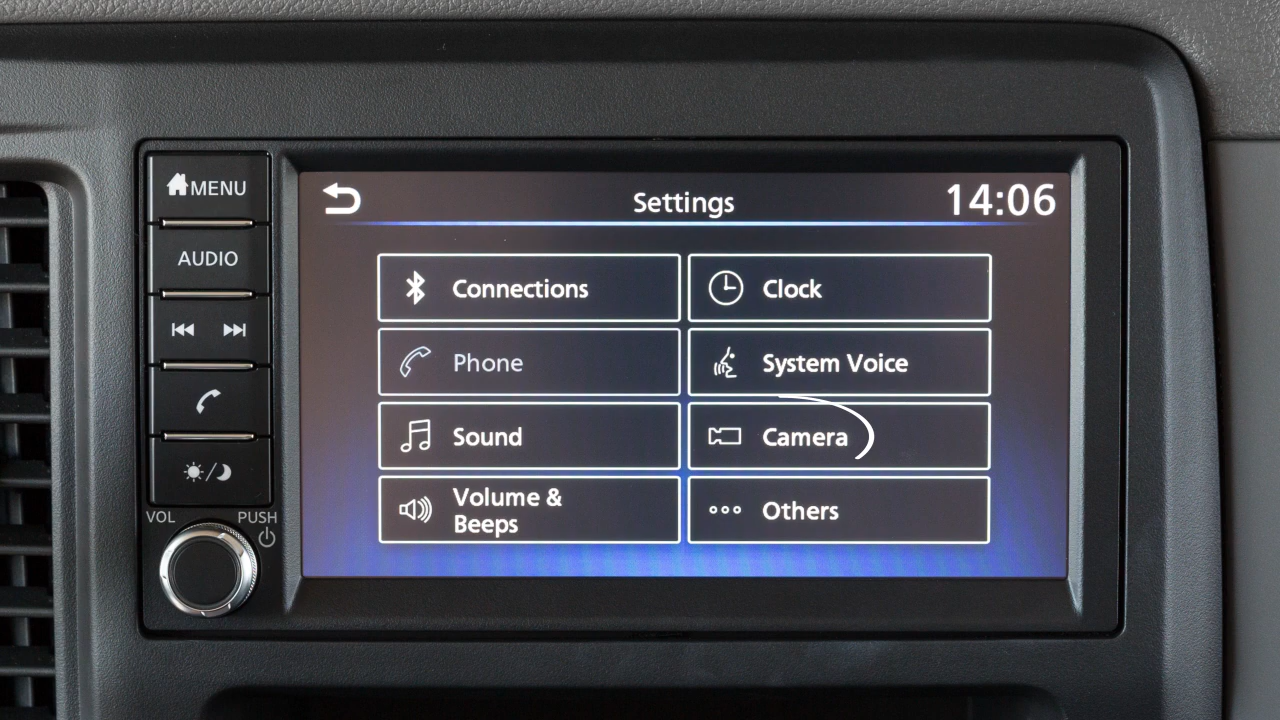 MENU
AUDIO
VOL
PUSH
Settings
14:06
Connections
Clock
Phone
System Voice
Sound
Camera
Volume &
Beeps
Others